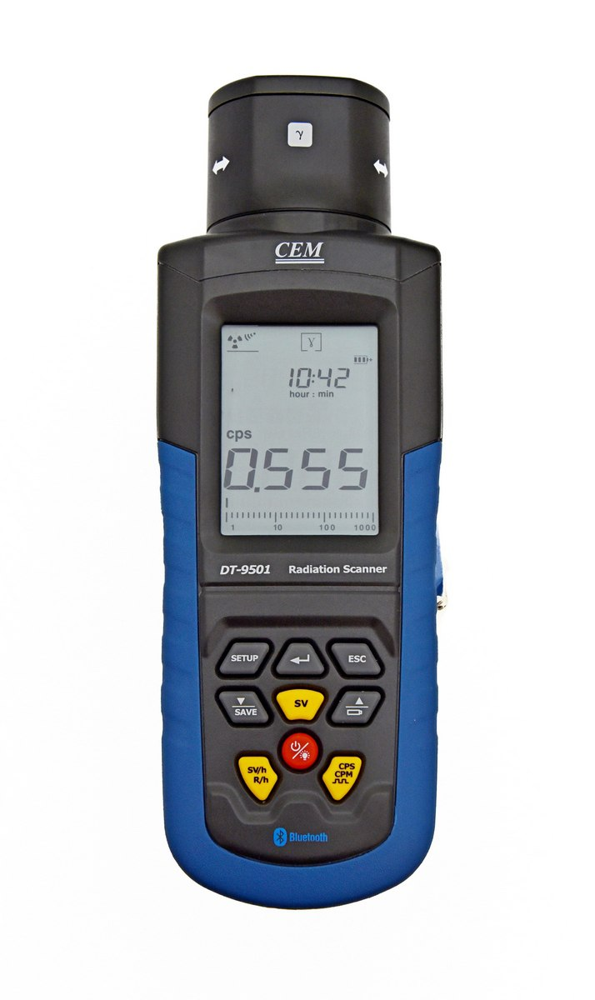 γ
CEM
γ
10:42
hour : min
cps
0.555
1 10 100 1000
DT-9501 Radiation Scanner
SETUP ESC
SAVE SV
SV/h
R/h
CPS
CPM
Bluetooth